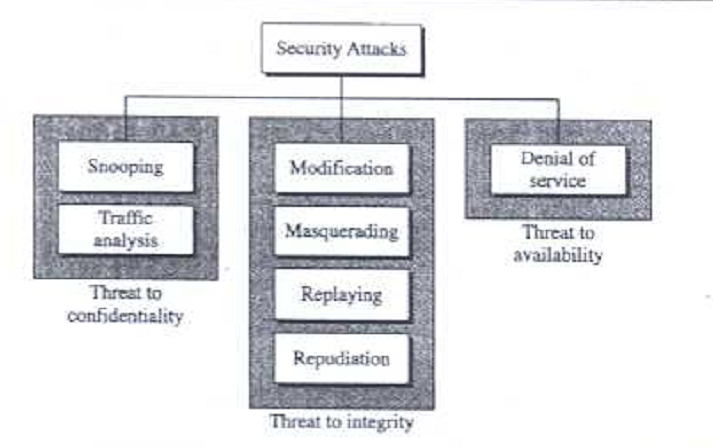 Security Attacks
Snooping
Traffic
analysis
Threat to
confidentiality
Modification
Masquerading
Replaying
Repudiation
Threat to integrity
Denial of
service
Threat to
availability